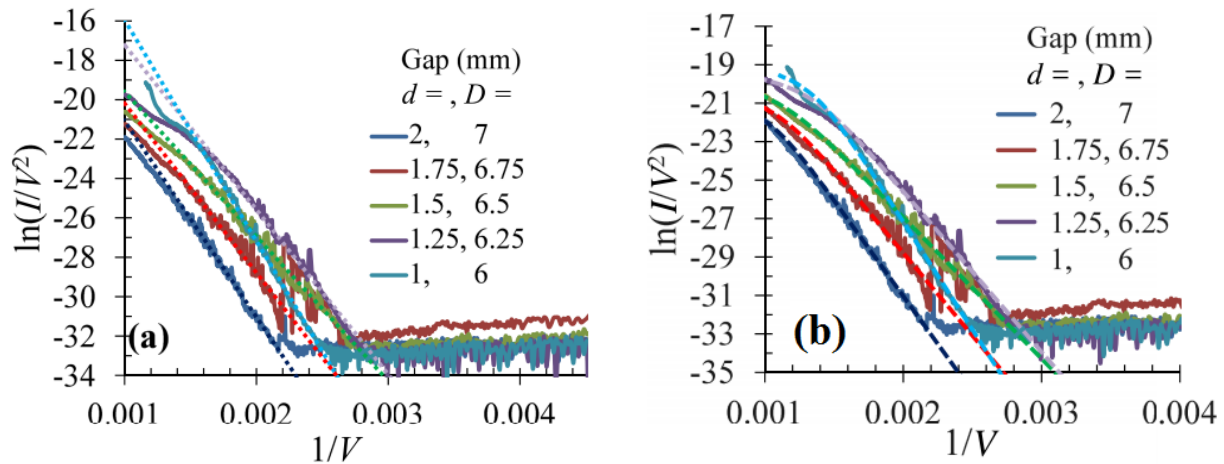 -16
-18
-20
-22
-24
-26
-28
-30
-32
-34
ln(I/V²)
Gap (mm)
d = , D =
2, 7
1.75, 6.75
1.5, 6.5
1.25, 6.25
1, 6
(a)
0.001 0.002 0.003 0.004
1/V
-17
-19
-21
-23
-25
-27
-29
-31
-33
-35
ln(I/V²)
Gap (mm)
d = , D =
2, 7
1.75, 6.75
1.5, 6.5
1.25, 6.25
1, 6
(b)
0.001 0.002 0.003 0.004
1/V